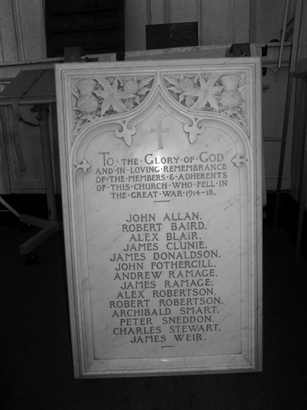 TO · THE · GLORY · OF · GOD
AND · IN · LOVING · REMEMBRANCE
OF · THE · MEMBERS · & · ADHERENTS
OF · THIS · CHURCH · WHO · FELL · IN
THE · GREAT · WAR · 1914-18.
JOHN ALLAN.
ROBERT BAIRD.
ALEX BLAIR.
JAMES CLUNIE.
JAMES DONALDSON.
JOHN FOTHERGILL.
ANDREW RAMAGE.
JAMES RAMAGE.
ALEX ROBERTSON.
ROBERT ROBERTSON.
ARCHIBALD SMART.
PETER SNEDDON.
CHARLES STEWART.
JAMES WEIR.